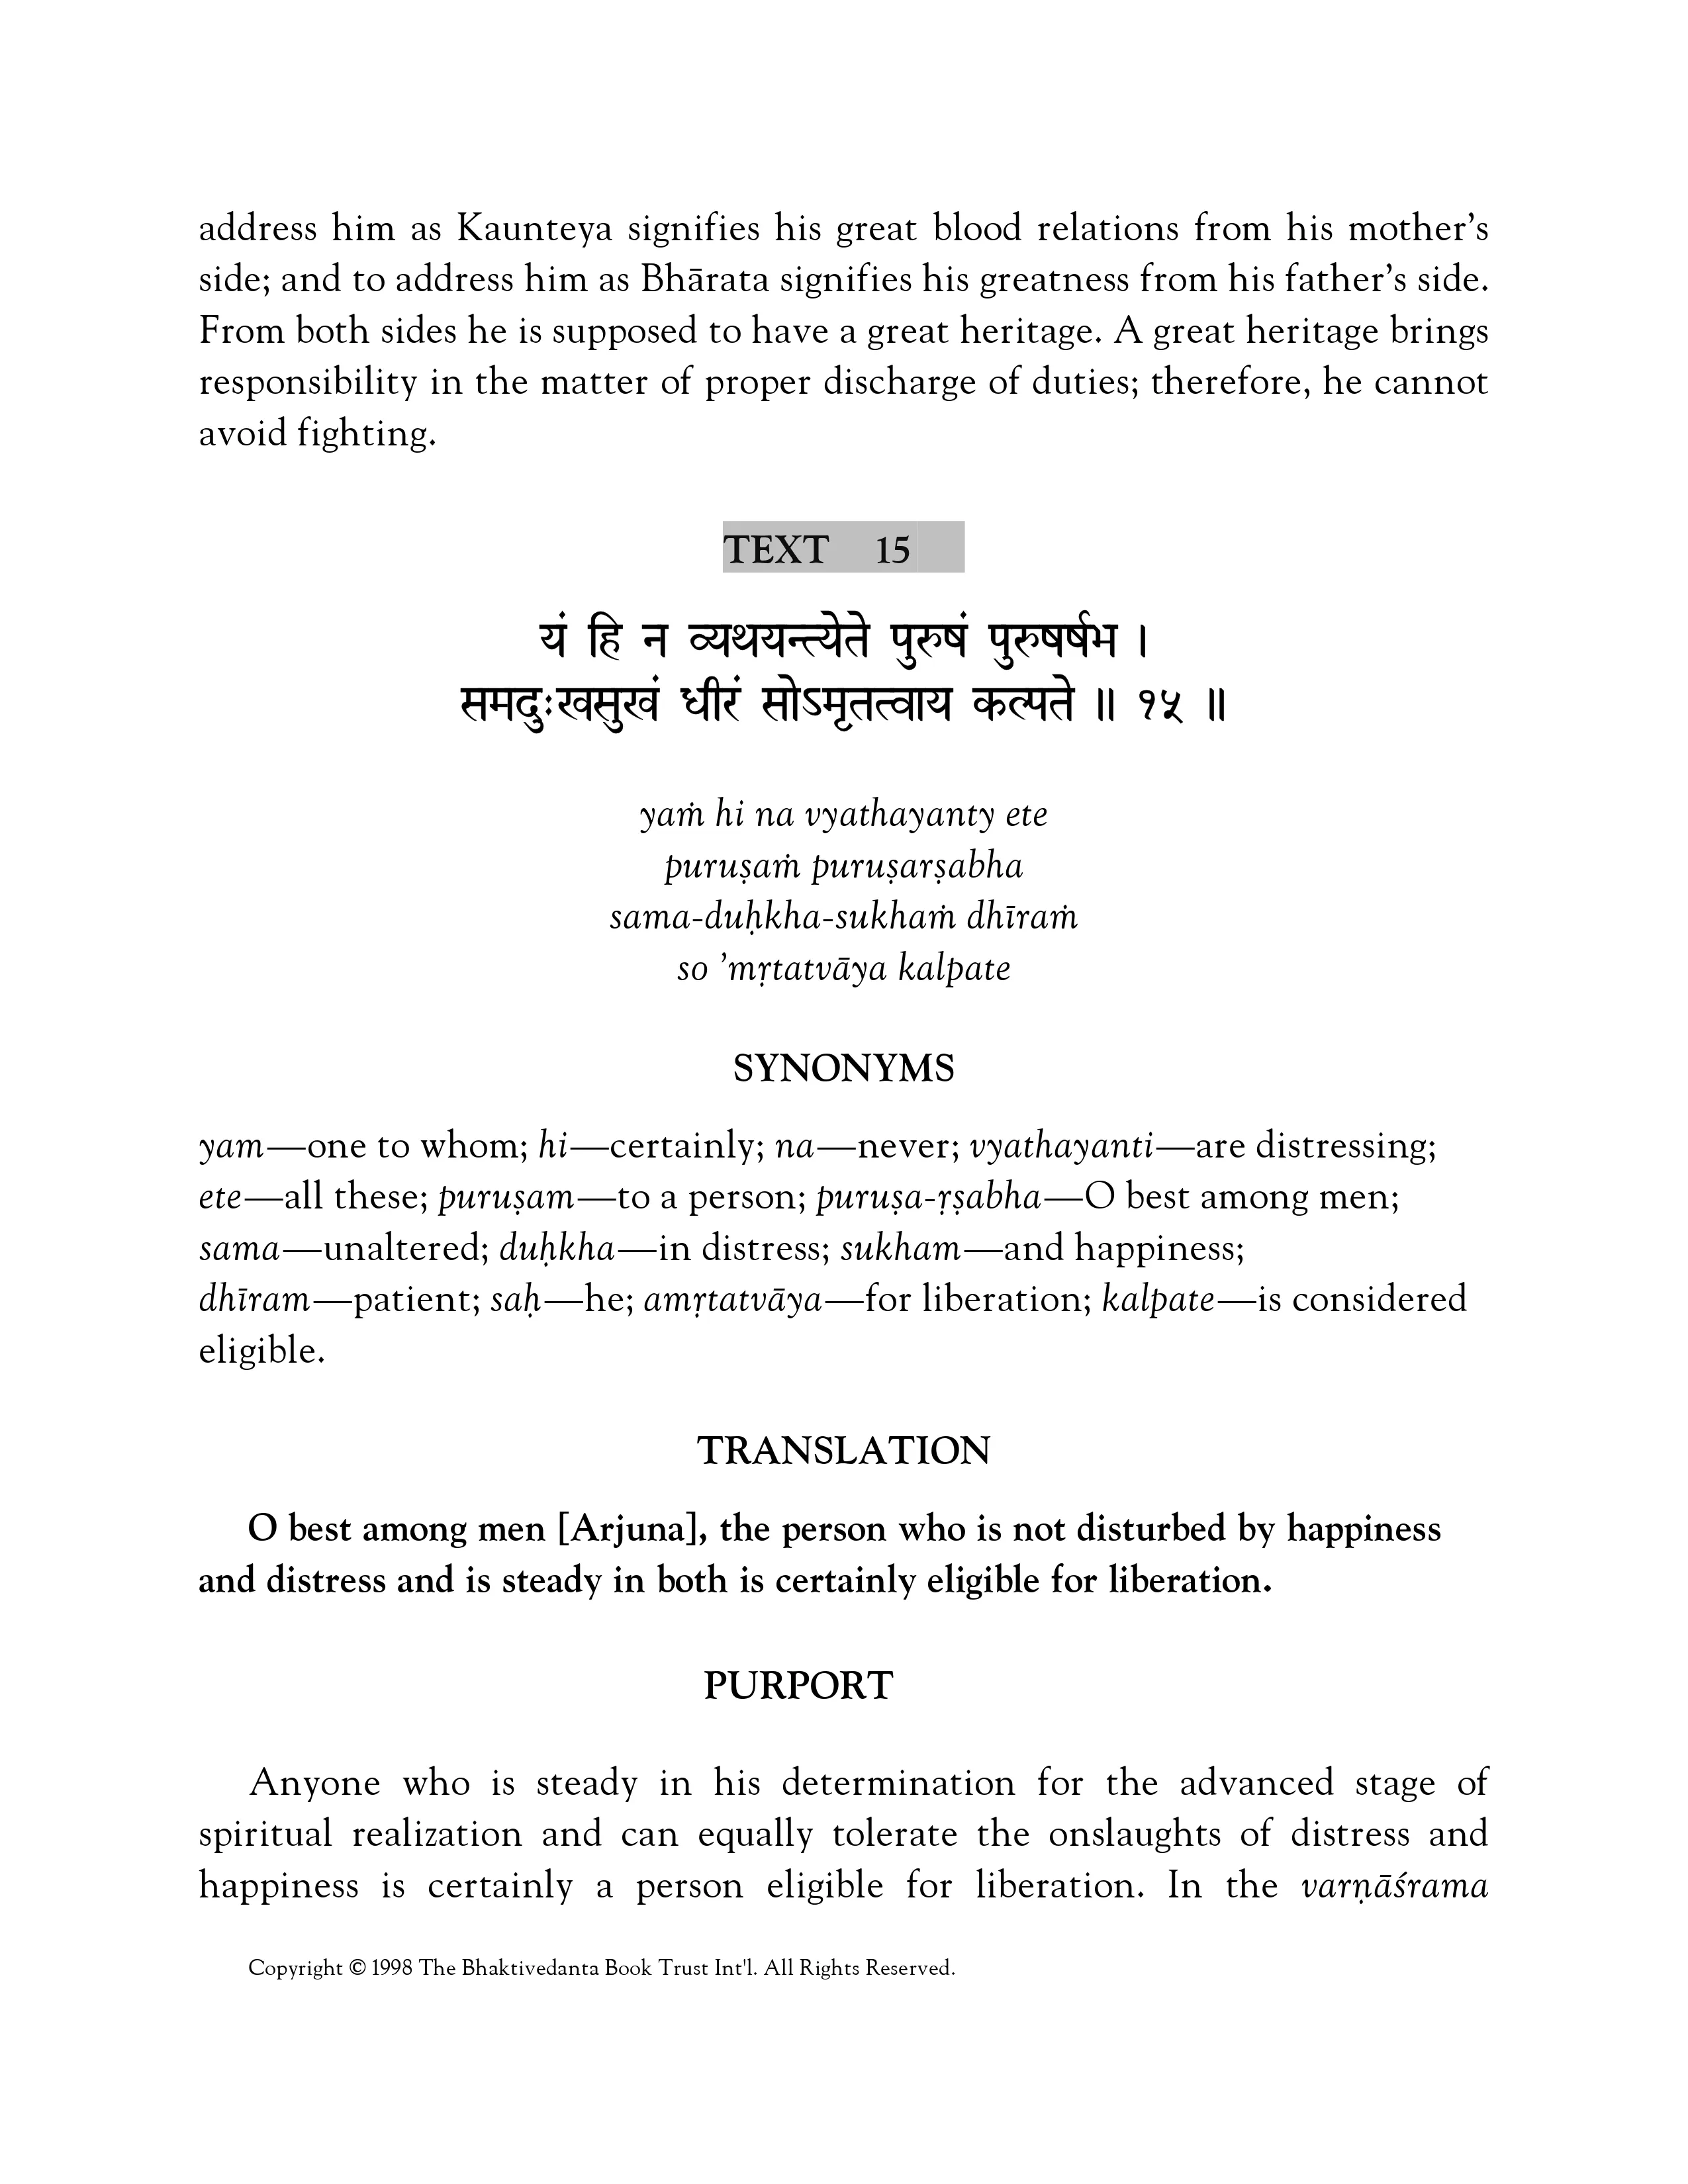 address him as Kaunteya signifies his great blood relations from his mother’s
side; and to address him as Bhārata signifies his greatness from his father’s side.
From both sides he is supposed to have a great heritage. A great heritage brings
responsibility in the matter of proper discharge of duties; therefore, he cannot
avoid fighting.
TEXT 15
यं हि न व्यथयन्त्येते पुरुषं पुरुषर्षभ ।
समदुःखसुखं धीरं सोऽमृतत्वाय कल्पते ॥ १५ ॥
yaṁ hi na vyathayanty ete
puruṣaṁ puruṣarṣabha
sama-duḥkha-sukhaṁ dhīraṁ
so ’mṛtatvāya kalpate
SYNONYMS
yam—one to whom; hi—certainly; na—never; vyathayanti—are distressing;
ete—all these; puruṣam—to a person; puruṣa-ṛṣabha—O best among men;
sama—unaltered; duḥkha—in distress; sukham—and happiness;
dhīram—patient; saḥ—he; amṛtatvāya—for liberation; kalpate—is considered
eligible.
TRANSLATION
O best among men [Arjuna], the person who is not disturbed by happiness
and distress and is steady in both is certainly eligible for liberation.
PURPORT
Anyone who is steady in his determination for the advanced stage of
spiritual realization and can equally tolerate the onslaughts of distress and
happiness is certainly a person eligible for liberation. In the varṇāśrama
Copyright © 1998 The Bhaktivedanta Book Trust Int'l. All Rights Reserved.